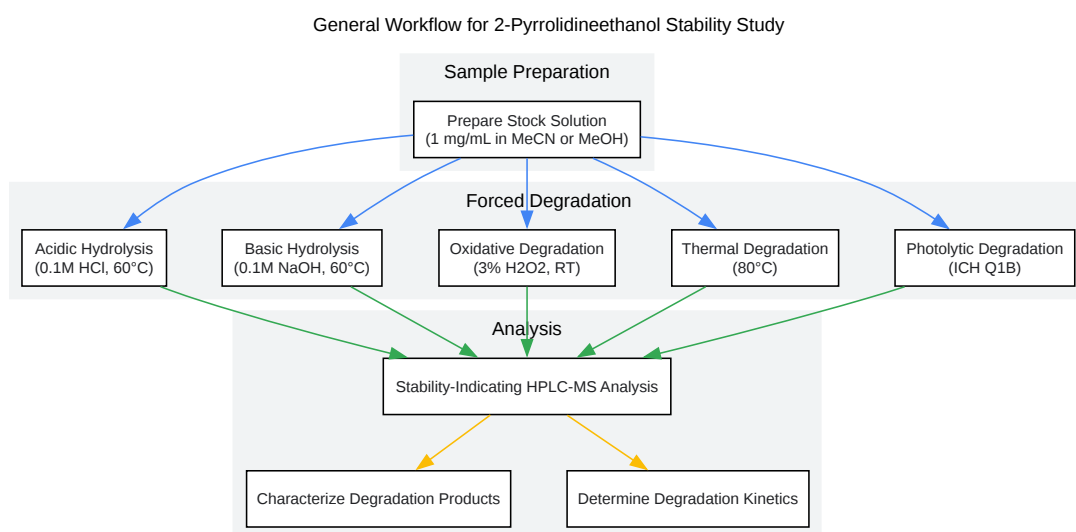 General Workflow for 2-Pyrrolidineethanol Stability Study
Sample Preparation
Prepare Stock Solution
(1 mg/mL in MeCN or MeOH)
Forced Degradation
Acidic Hydrolysis
(0.1M HCl, 60°C)
Basic Hydrolysis
(0.1M NaOH, 60°C)
Oxidative Degradation
(3% H2O2, RT)
Thermal Degradation
(80°C)
Photolytic Degradation
(ICH Q1B)
Analysis
Stability-Indicating HPLC-MS Analysis
Characterize Degradation Products
Determine Degradation Kinetics